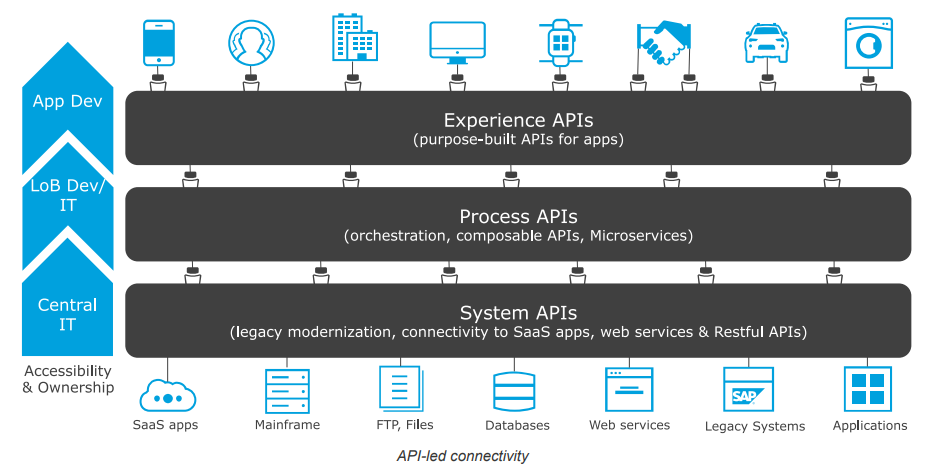 App Dev
LoB Dev/
IT
Central
IT
Accessibility
& Ownership
Experience APIs
(purpose-built APIs for apps)
Process APIs
(orchestration, composable APIs, Microservices)
System APIs
(legacy modernization, connectivity to SaaS apps, web services & Restful APIs)
SAP
SaaS apps
Mainframe
FTP, Files
Databases
Web services
Legacy Systems
Applications
API-led connectivity